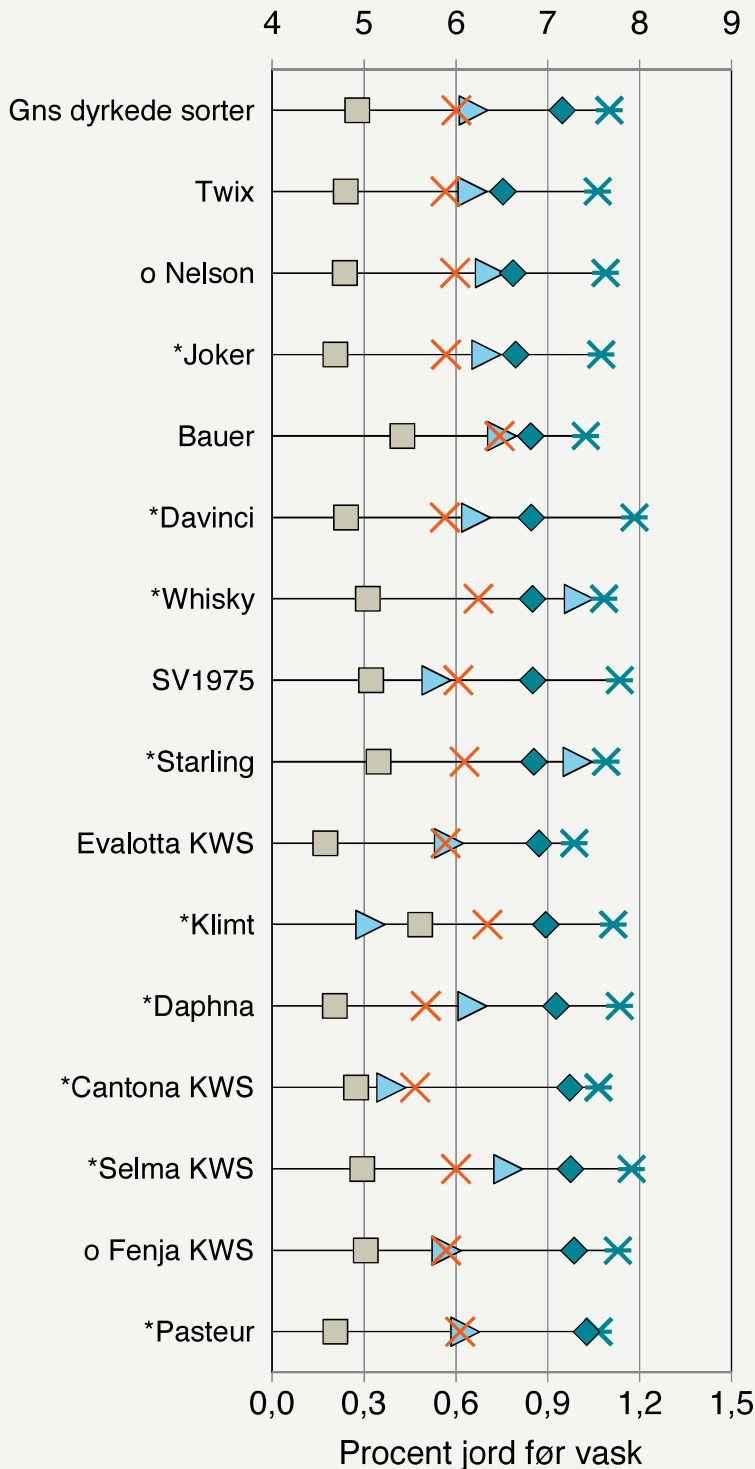 4 5 6 7 8 9
Gns dyrkede sorter
Twix
o Nelson
*Joker
Bauer
*Davinci
*Whisky
SV1975
*Starling
Evalotta KWS
*Klimt
*Daphna
*Cantona KWS
*Selma KWS
o Fenja KWS
*Pasteur
0,0 0,3 0,6 0,9 1,2 1,5
Procent jord før vask